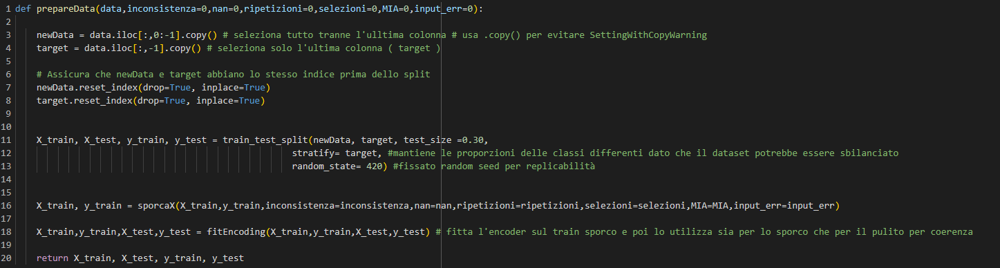 1 def prepareData(data,inconsistenza=0,nan=0,ripetizioni=0,selezioni=0,MIA=0,input_err=0):
2
3 newData = data.iloc[:,0:-1].copy() # seleziona tutto tranne l'ulltima colonna # usa .copy() per evitare SettingWithCopyWarning
4 target = data.iloc[:,-1].copy() # seleziona solo l'ultima colonna ( target )
5
6 # Assicura che newData e target abbiano lo stesso indice prima dello split
7 newData.reset_index(drop=True, inplace=True)
8 target.reset_index(drop=True, inplace=True)
9
10
11 X_train, X_test, y_train, y_test = train_test_split(newData, target, test_size =0.30,
12 stratify= target, #mantiene le proporzioni delle classi differenti dato che il dataset potrebbe essere sbilanciato
13 random_state= 420) #fissato random seed per replicabilità
14
15
16 X_train, y_train = sporcaX(X_train,y_train,inconsistenza=inconsistenza,nan=nan,ripetizioni=ripetizioni,selezioni=selezioni,MIA=MIA,input_err=input_err)
17
18 X_train,y_train,X_test,y_test = fitEncoding(X_train,y_train,X_test,y_test) # fitta l'encoder sul train sporco e poi lo utilizza sia per lo sporco che per il pulito per coerenza
19
20 return X_train, X_test, y_train, y_test